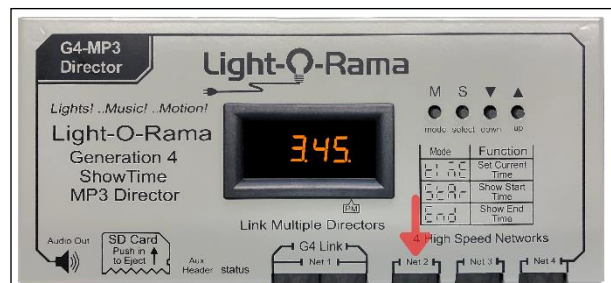 G4-MP3
Director
Light-O-Rama
Lights! ..Music! ..Motion!
Light-O-Rama
Generation 4
ShowTime
MP3 Director
3.45.
PM
M S ▼ ▲
mode select down up
Mode Function
tiME Set Current Time
StAr Show Start Time
End Show End Time
Link Multiple Directors
4 High Speed Networks
Audio Out
SD Card
Push in
to Eject
Aux
Header
status
G4 Link
Net 1
Net 2
Net 3
Net 4